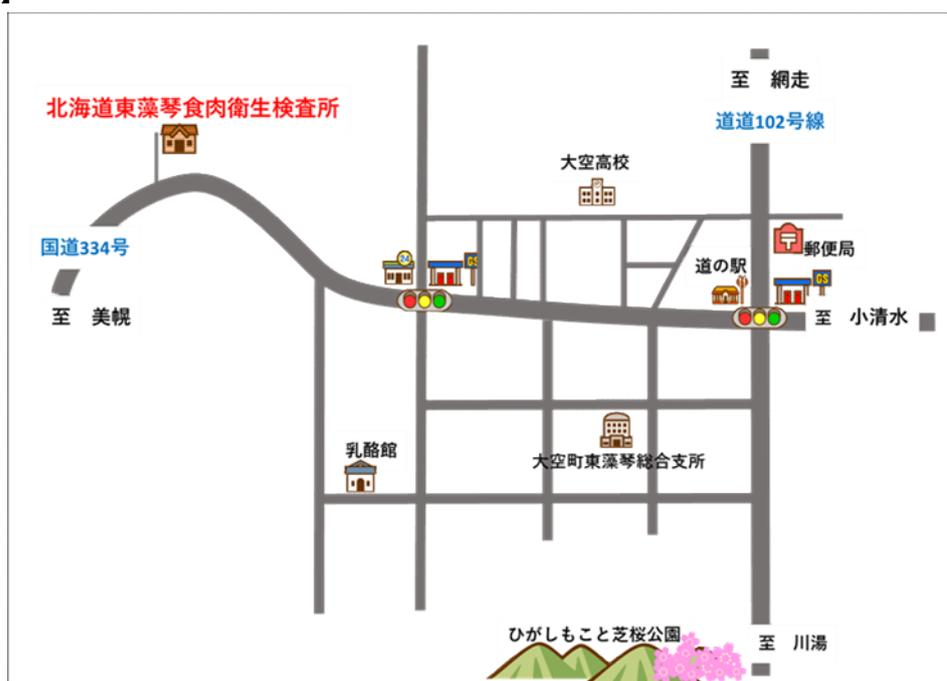 至 網走
北海道東藻琴食肉衛生検査所
道道102号線
大空高校
国道334号
郵便局
道の駅
24
GS
GS
至 美幌
至 小清水
乳酪館
大空町東藻琴総合支所
ひがしもこと芝桜公園
至 川湯